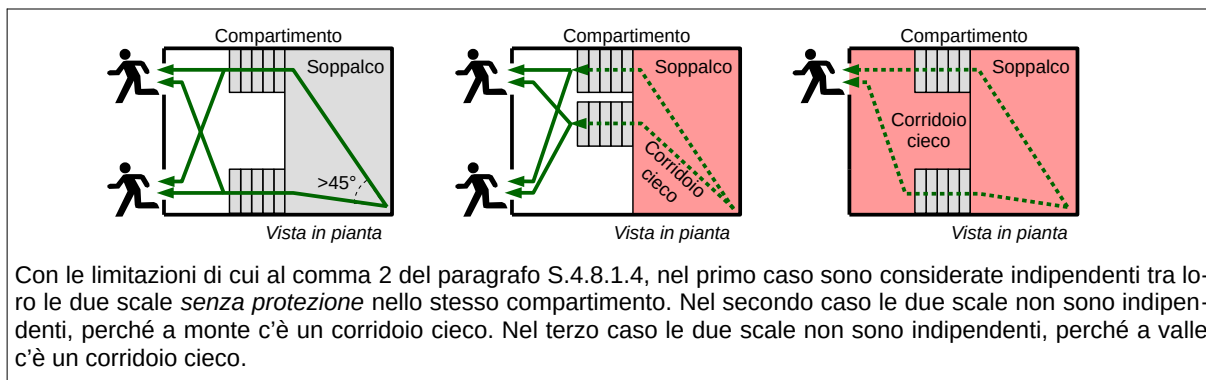 Compartimento
Soppalco
>45°
Vista in pianta
Compartimento
Soppalco
Corridoio
cieco
Vista in pianta
Compartimento
Soppalco
Corridoio
cieco
Vista in pianta
Con le limitazioni di cui al comma 2 del paragrafo S.4.8.1.4, nel primo caso sono considerate indipendenti tra lo-
ro le due scale senza protezione nello stesso compartimento. Nel secondo caso le due scale non sono indipen-
denti, perché a monte c’è un corridoio cieco. Nel terzo caso le due scale non sono indipendenti, perché a valle
c’è un corridoio cieco.